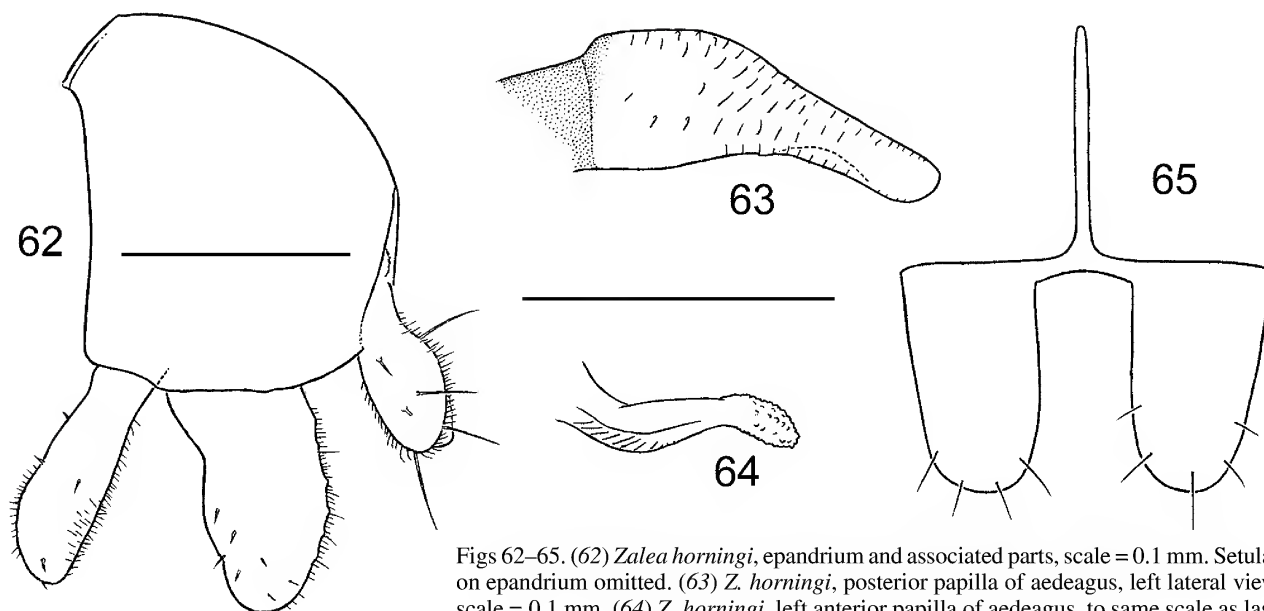 62
63
64
65
Figs 62–65. (62) Zalea horningi, epandrium and associated parts, scale = 0.1 mm. Setulae
on epandrium omitted. (63) Z. horningi, posterior papilla of aedeagus, left lateral view,
scale = 0.1 mm. (64) Z. horningi, left anterior papilla of aedeagus, to same scale as last.